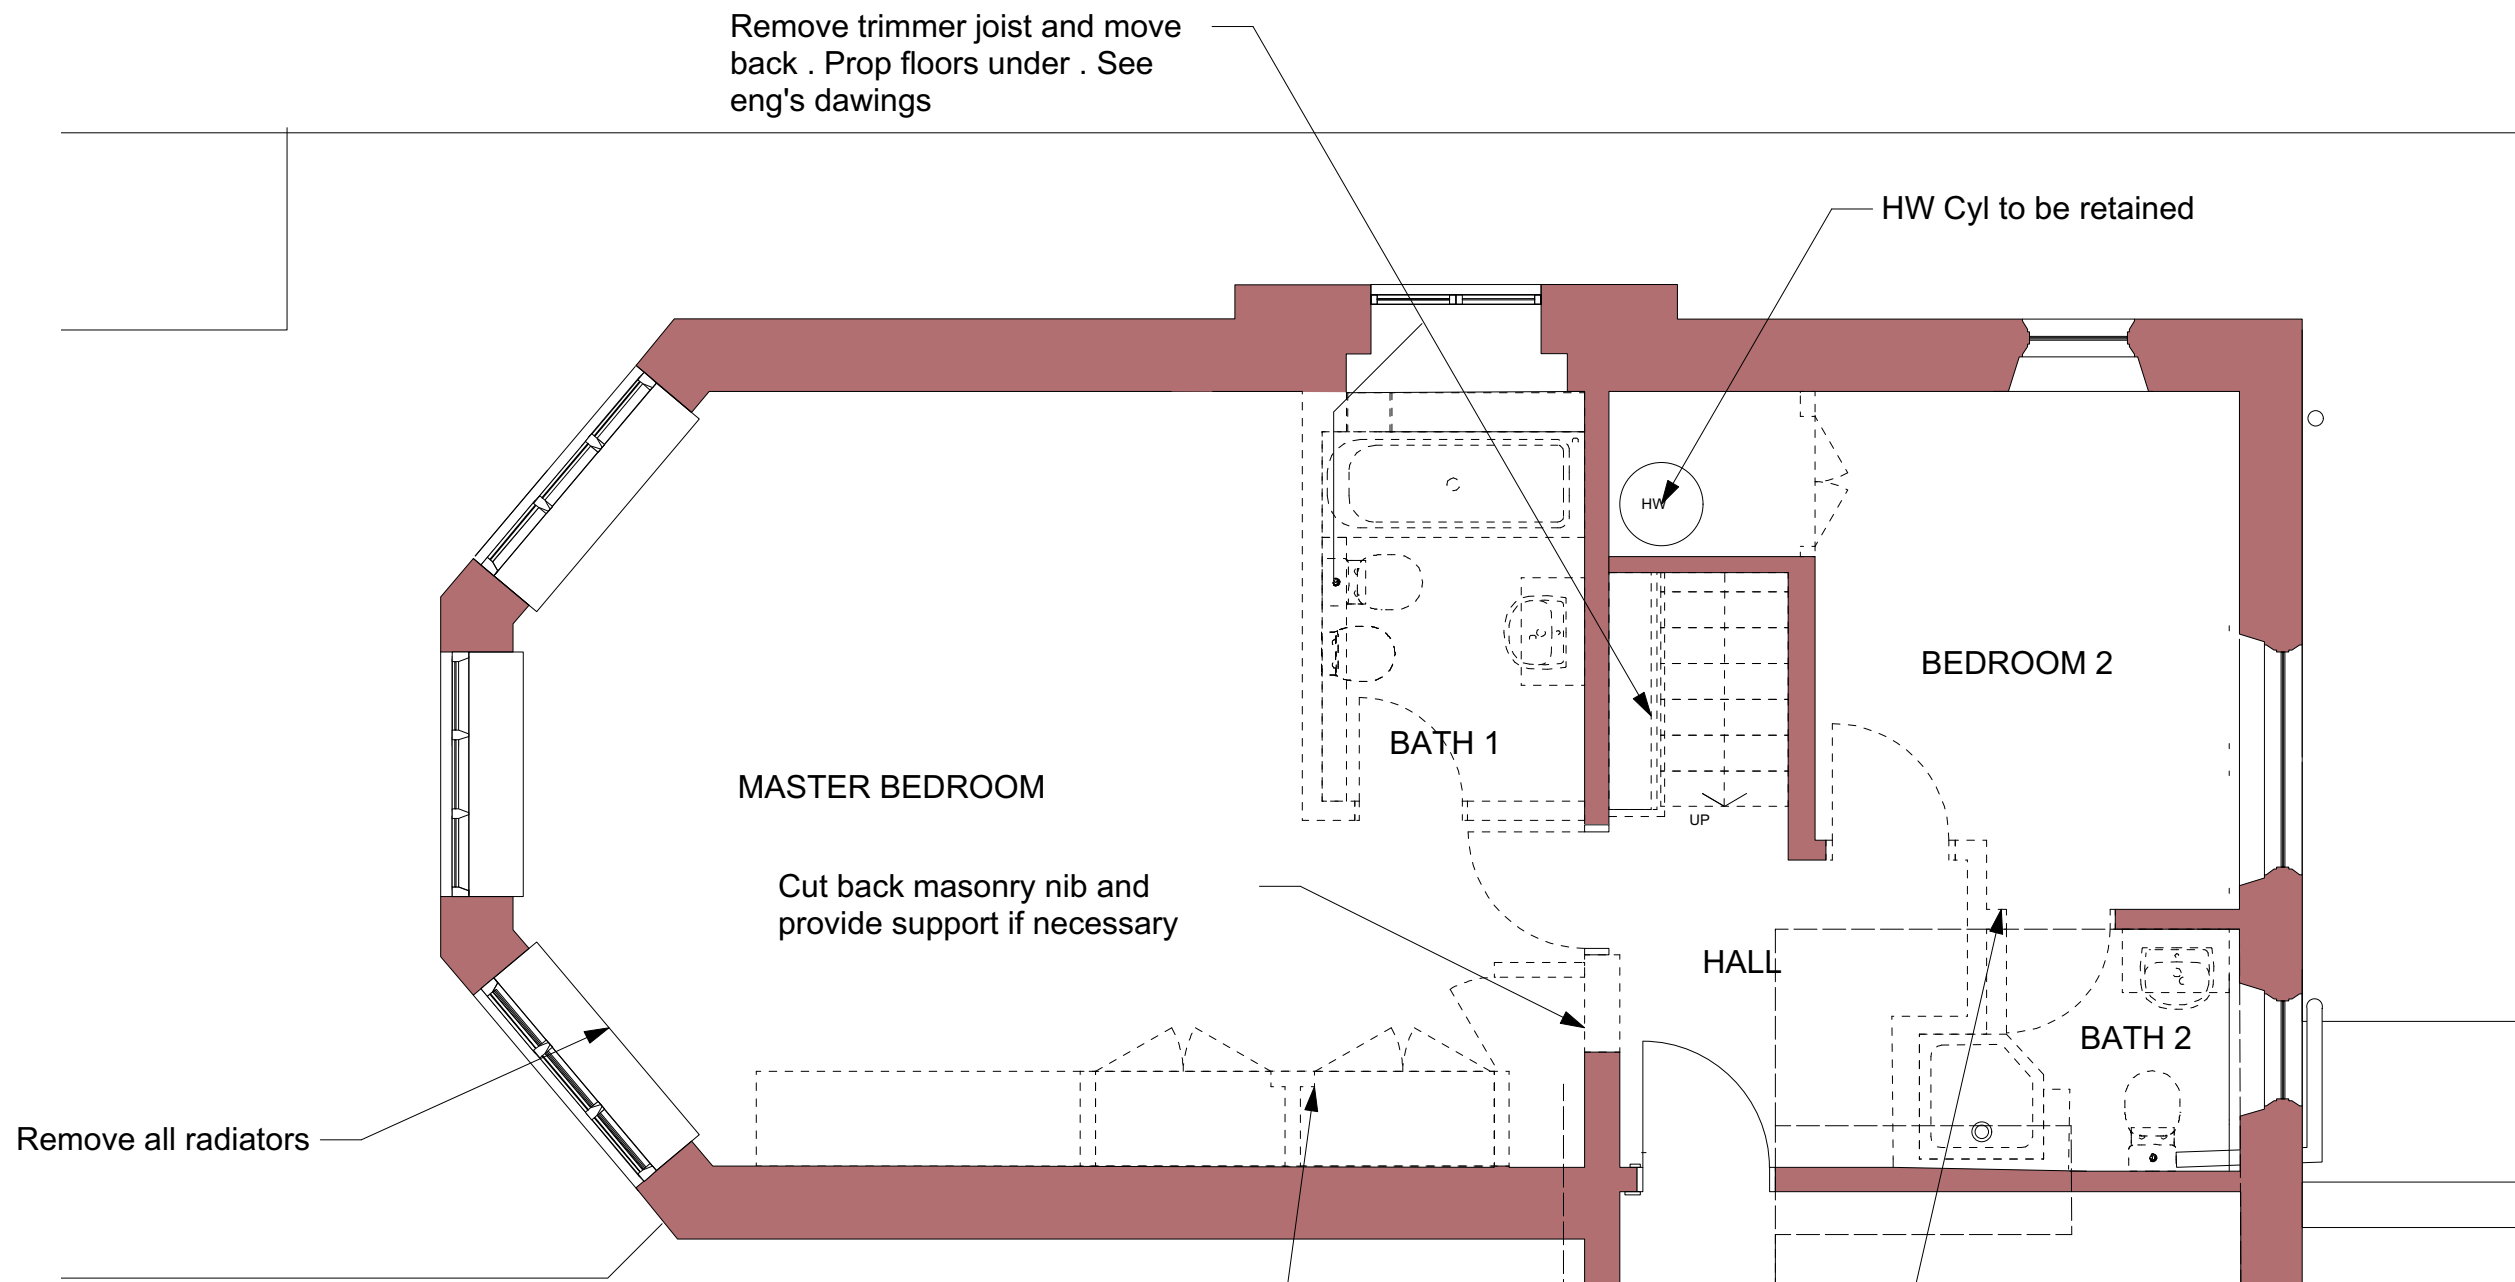 Remove trimmer joist and move
back . Prop floors under . See
eng's dawings
HW Cyl to be retained
HW
BEDROOM 2
BATH 1
MASTER BEDROOM
UP
Cut back masonry nib and
provide support if necessary
HALL
BATH 2
Remove all radiators